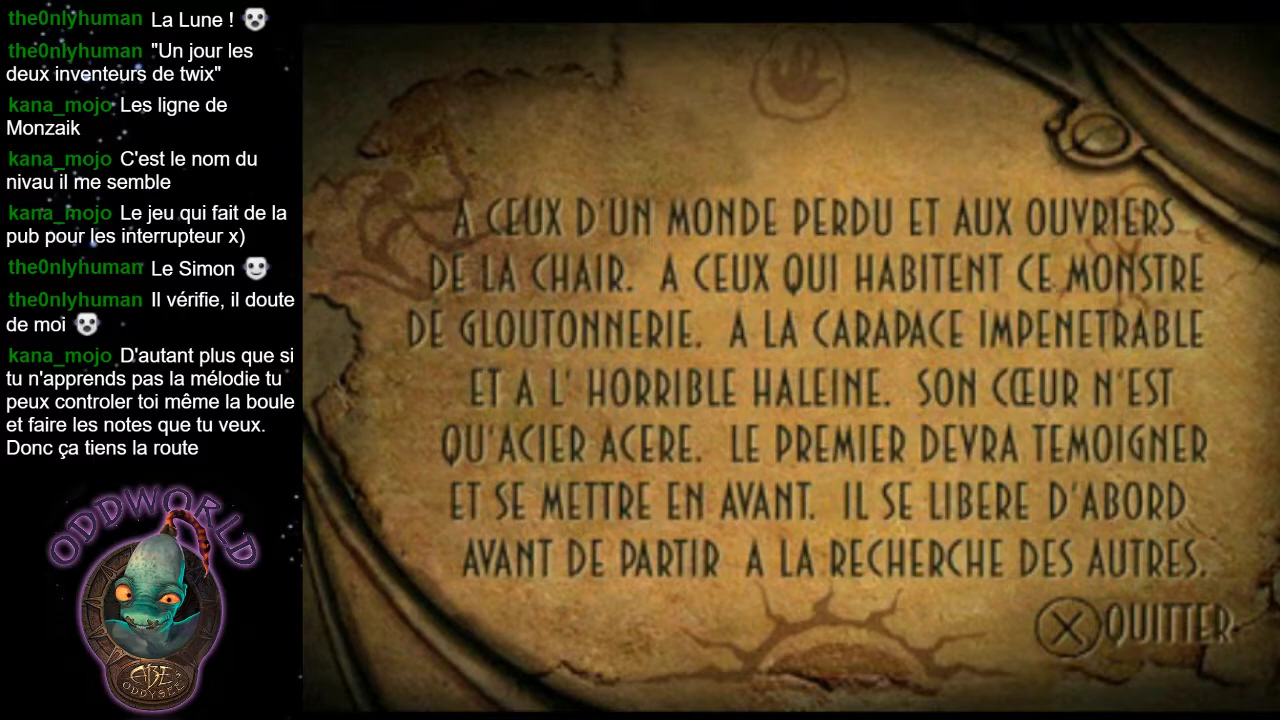 the0nlyhuman La Lune !
the0nlyhuman "Un jour les
deux inventeurs de twix"
kana_mojo Les ligne de
Monzaik
kana_mojo C'est le nom du
nivau il me semble
kana_mojo Le jeu qui fait de la
pub pour les interrupteur x)
the0nlyhuman Le Simon
the0nlyhuman Il vérifie, il doute
de moi
kana_mojo D'autant plus que si
tu n'apprends pas la mélodie tu
peux controler toi même la boule
et faire les notes que tu veux.
Donc ça tiens la route
ODDWORLD
ABE'S
ODDYSEE
A CEUX D'UN MONDE PERDU ET AUX OUVRIERS
DE LA CHAIR. A CEUX QUI HABITENT CE MONSTRE
DE GLOUTONNERIE. A LA CARAPACE IMPENETRABLE
ET A L' HORRIBLE HALEINE. SON CŒUR N'EST
QU'ACIER ACERE. LE PREMIER DEVRA TEMOIGNER
ET SE METTRE EN AVANT. IL SE LIBERE D'ABORD
AVANT DE PARTIR A LA RECHERCHE DES AUTRES.
X QUITTER